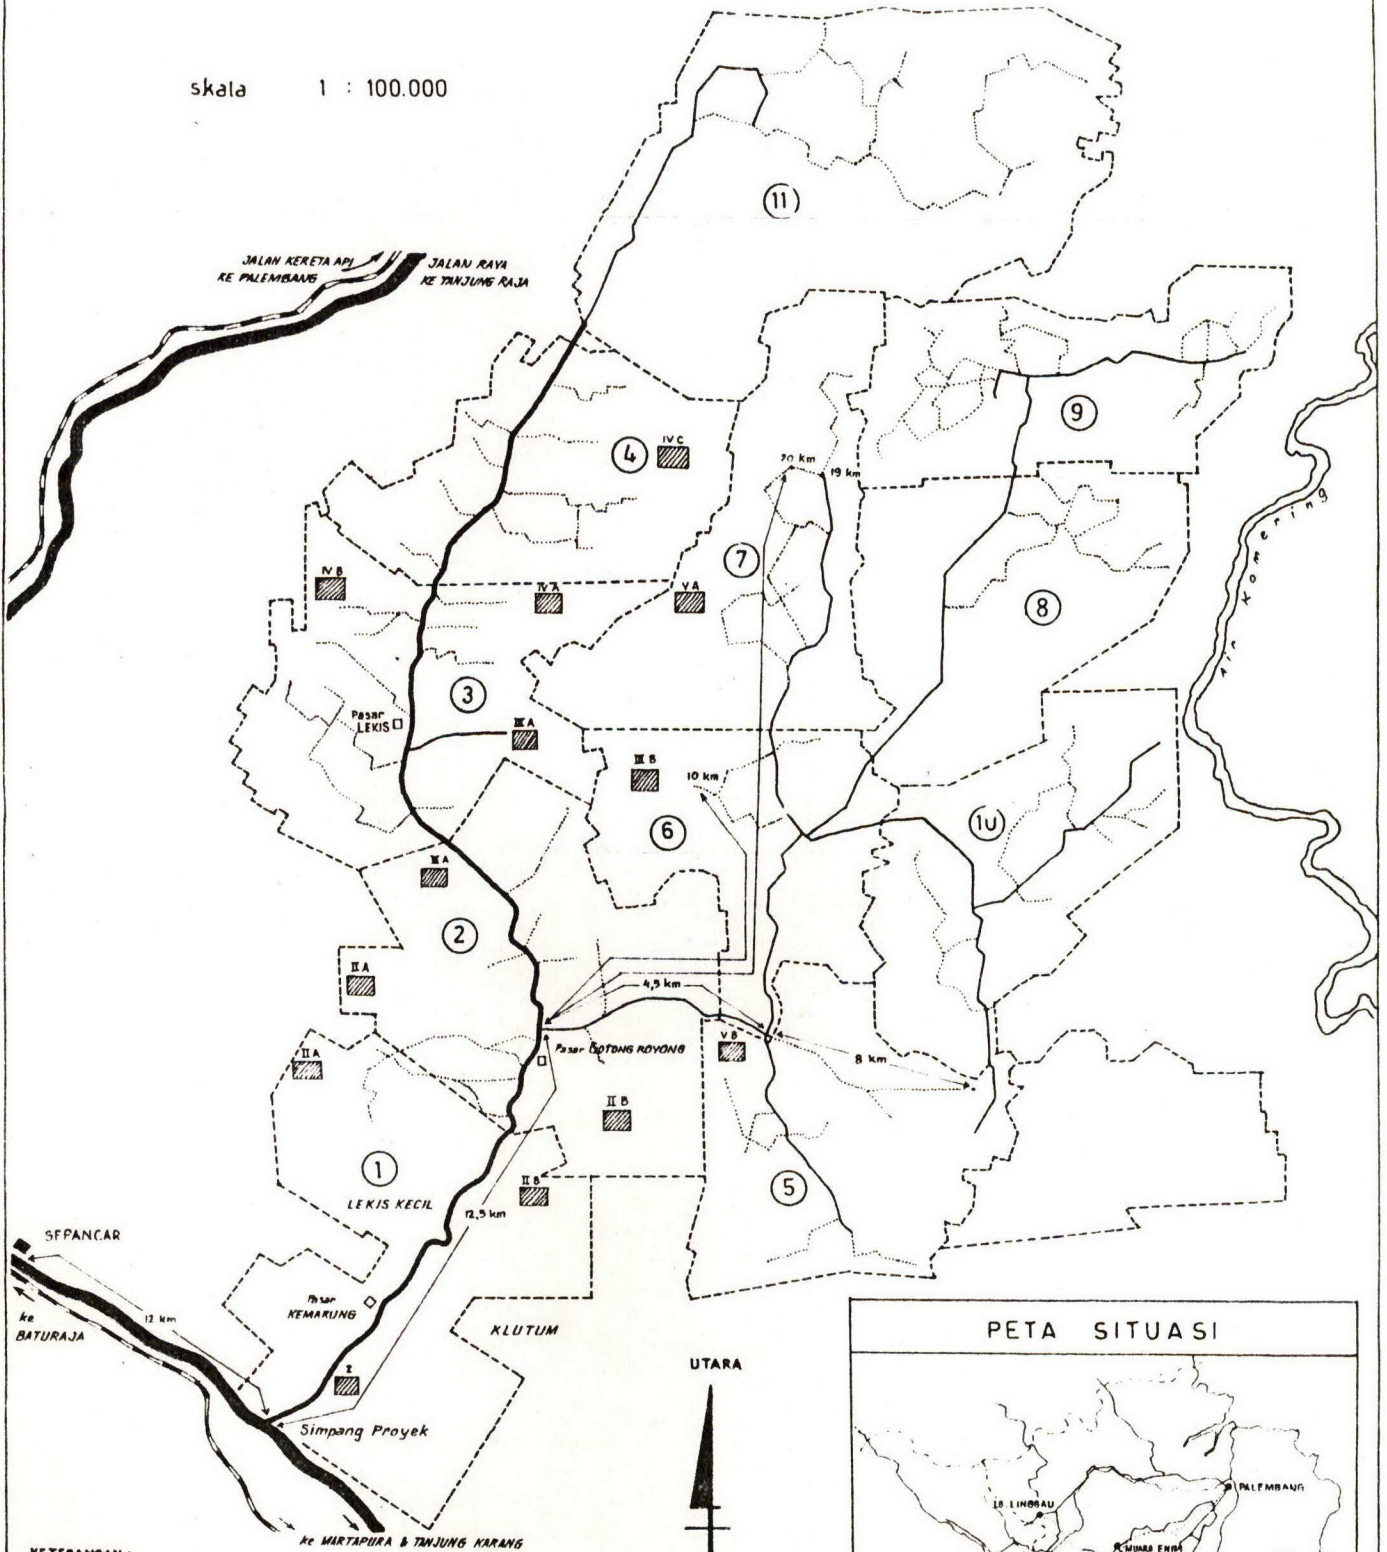 skala 1 : 100.000
11
JALAN KERETA API
KE PALEMBANG
JALAN RAYA
KE TANJUNG RAJA
9
4
IV C
20 km
19 km
Air Komering
7
IV B
IV A
V A
8
3
Pasar
LEKIS
III A
III B
10 km
6
10
III A
2
II A
4,5 km
Pasar GOTONG ROYONG
V B
8 km
II A
II B
1
LEKIS KECIL
5
II B
12,5 km
SEPANCAR
Pasar
KEMARUNG
ke
BATURAJA
12 km
KLUTUM
PETA SITUASI
UTARA
I
Simpang Proyek
PALEMBANG
LB. LINGGAU
ke MARTAPURA & TANJUNG KARANG
MUARA ENIM